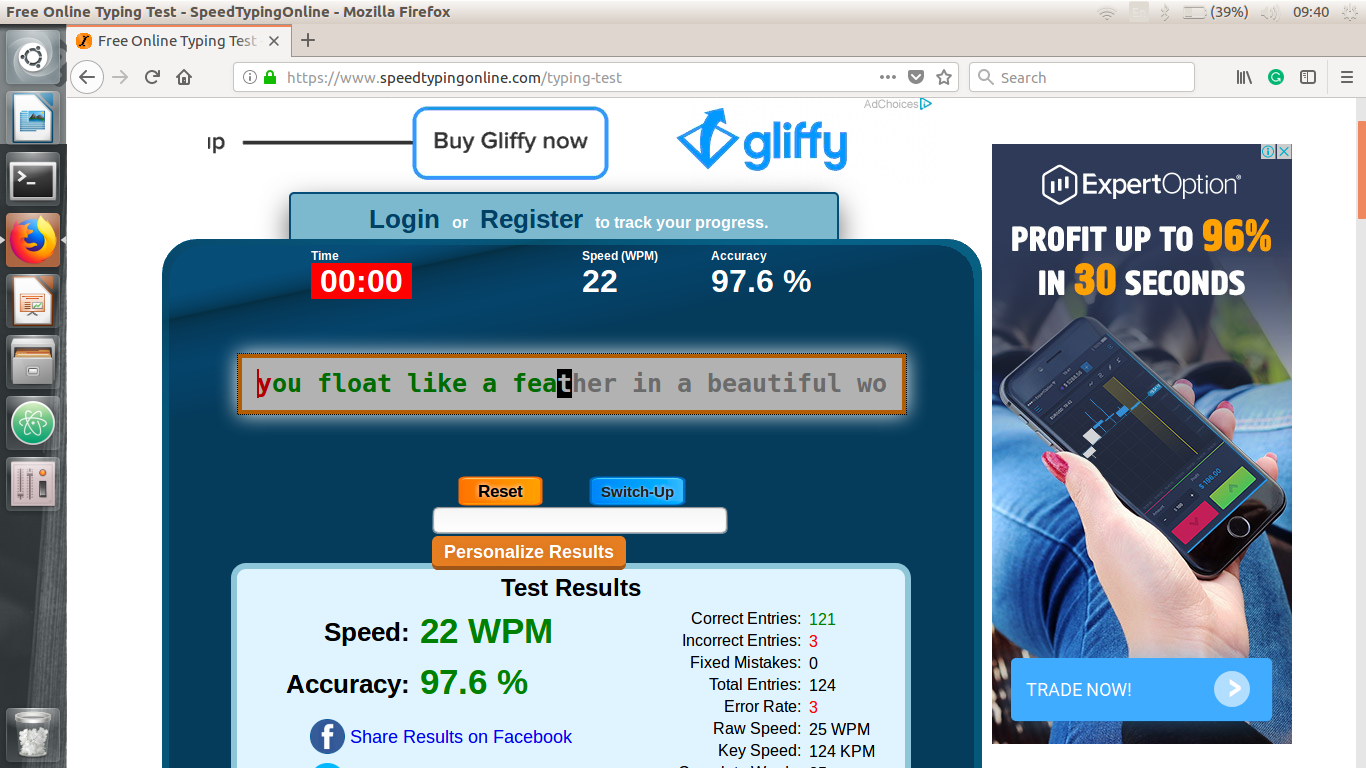 Free Online Typing Test - SpeedTypingOnline - Mozilla Firefox
(39%)
09:40
Free Online Typing Test
https://www.speedtypingonline.com/typing-test
Search
AdChoices
up
Buy Gliffy now
gliffy
Login or Register to track your progress.
Time
00:00
Speed (WPM)
22
Accuracy
97.6 %
you float like a feather in a beautiful wo
Reset
Switch-Up
Personalize Results
Test Results
Speed: 22 WPM
Accuracy: 97.6 %
Share Results on Facebook
Correct Entries: 121
Incorrect Entries: 3
Fixed Mistakes: 0
Total Entries: 124
Error Rate: 3
Raw Speed: 25 WPM
Key Speed: 124 KPM
ExpertOption
PROFIT UP TO 96%
IN 30 SECONDS
TRADE NOW!